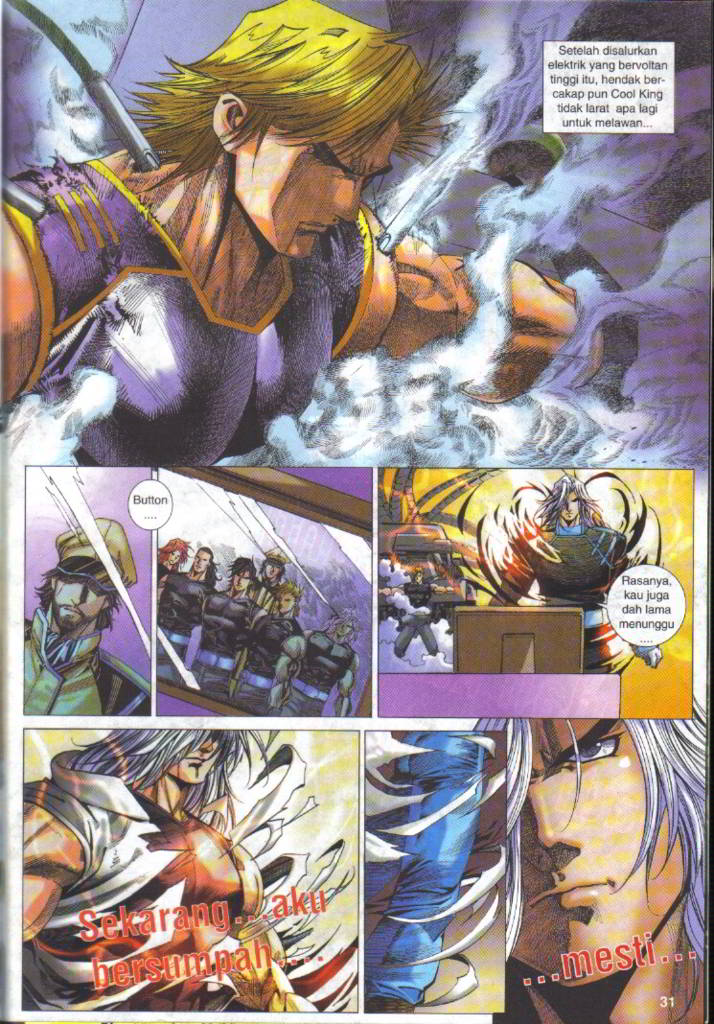 Setelah disalurkan
elektrik yang bervoltan
tinggi itu, hendak ber-
cakap pun Cool King
tidak larat apa lagi
untuk melawan...
Button
....
Rasanya,
kau juga
dah lama
menunggu
....
Sekarang...aku
bersumpah....
...mesti...
31